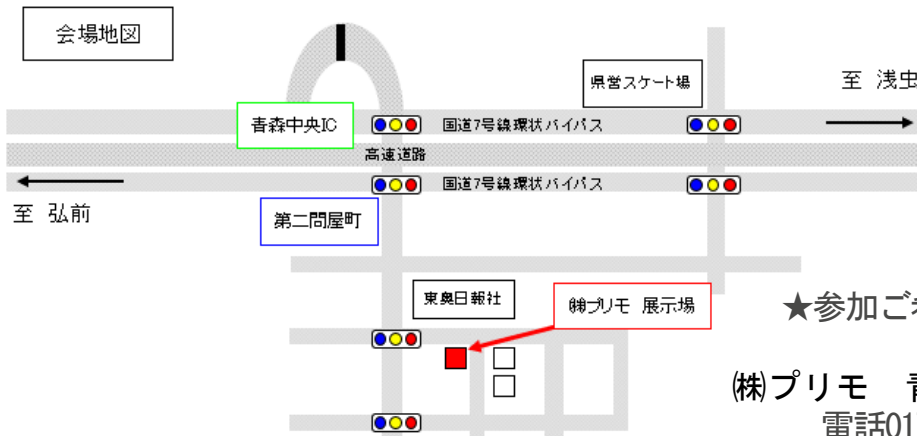 会場地図
県営スケート場
至 浅虫
青森中央IC
国道7号線環状バイパス
高速道路
国道7号線環状バイパス
至 弘前
第二問屋町
東奥日報社
㈱プリモ 展示場
★参加ご希
㈱プリモ 青
電話01